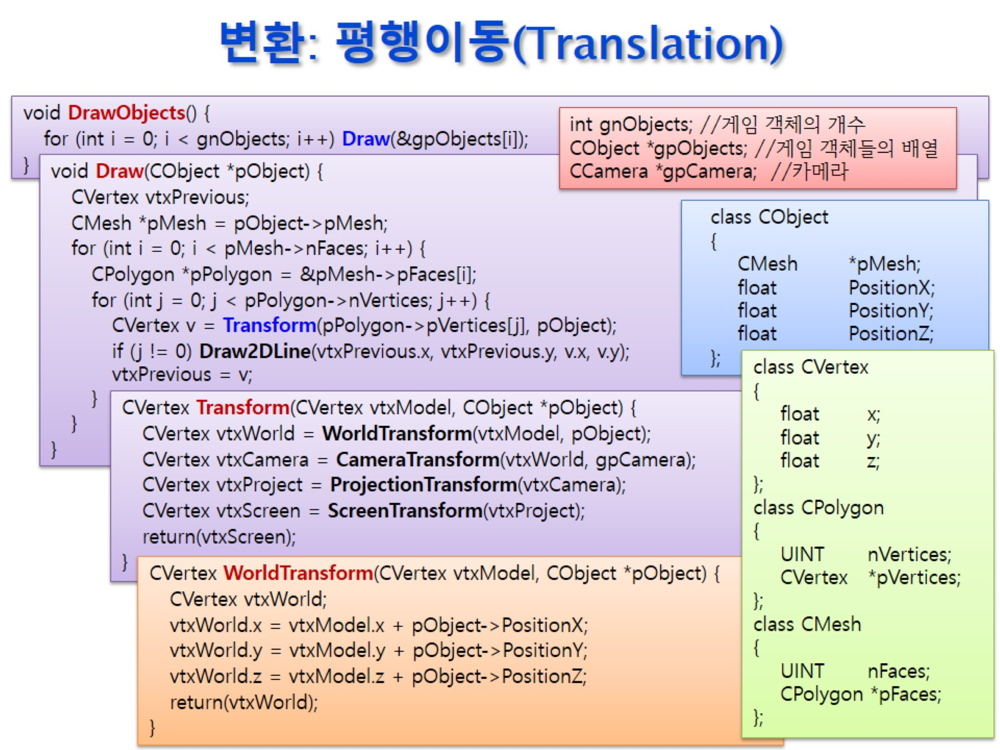 변환: 평행이동(Translation)
void DrawObjects() {
for (int i = 0; i < gnObjects; i++) Draw(&gpObjects[i]);
}
int gnObjects; //게임 객체의 개수
CObject *gpObjects; //게임 객체들의 배열
CCamera *gpCamera; //카메라
void Draw(CObject *pObject) {
CVertex vtxPrevious;
CMesh *pMesh = pObject->pMesh;
for (int i = 0; i < pMesh->nFaces; i++) {
CPolygon *pPolygon = &pMesh->pFaces[i];
for (int j = 0; j < pPolygon->nVertices; j++) {
CVertex v = Transform(pPolygon->pVertices[j], pObject);
if (j != 0) Draw2DLine(vtxPrevious.x, vtxPrevious.y, v.x, v.y);
vtxPrevious = v;
}
}
}
class CObject
{
CMesh *pMesh;
float PositionX;
float PositionY;
float PositionZ;
};
CVertex Transform(CVertex vtxModel, CObject *pObject) {
CVertex vtxWorld = WorldTransform(vtxModel, pObject);
CVertex vtxCamera = CameraTransform(vtxWorld, gpCamera);
CVertex vtxProject = ProjectionTransform(vtxCamera);
CVertex vtxScreen = ScreenTransform(vtxProject);
return(vtxScreen);
}
CVertex WorldTransform(CVertex vtxModel, CObject *pObject) {
CVertex vtxWorld;
vtxWorld.x = vtxModel.x + pObject->PositionX;
vtxWorld.y = vtxModel.y + pObject->PositionY;
vtxWorld.z = vtxModel.z + pObject->PositionZ;
return(vtxWorld);
}
class CVertex
{
float x;
float y;
float z;
};
class CPolygon
{
UINT nVertices;
CVertex *pVertices;
};
class CMesh
{
UINT nFaces;
CPolygon *pFaces;
};